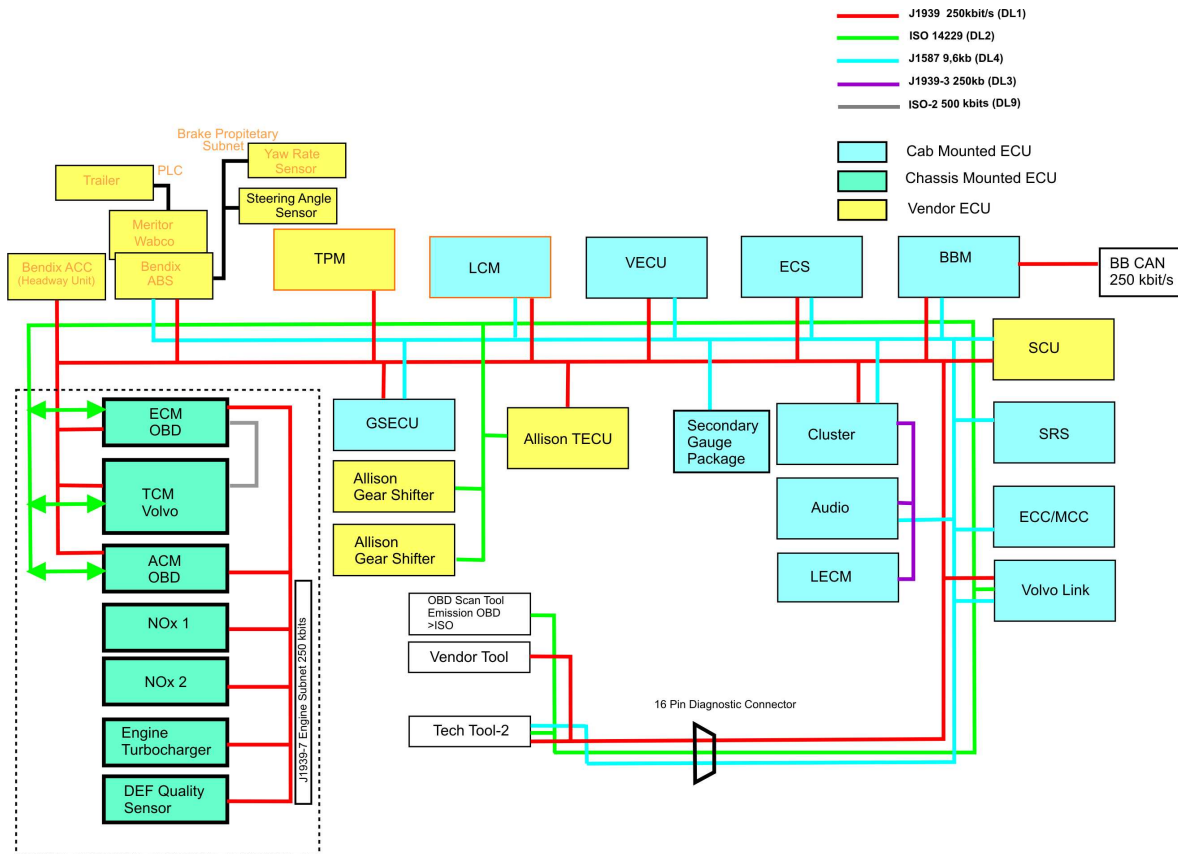 J1939  250kbit/s (DL1)
ISO 14229 (DL2)
J1587 9,6kb (DL4)
J1939-3 250kb (DL3)
ISO-2 500 kbits (DL9)
Cab Mounted ECU
Chassis Mounted ECU
Vendor ECU
Brake Propitetary
Subnet
Yaw Rate
Sensor
PLC
Trailer
Steering Angle
Sensor
Meritor
Wabco
Bendix ACC
(Headway Unit)
Bendix
ABS
TPM
LCM
VECU
ECS
BBM
BB CAN
250 kbit/s
SCU
ECM
OBD
GSECU
Allison TECU
Secondary
Gauge
Package
Cluster
SRS
TCM
Volvo
Allison
Gear Shifter
Audio
ECC/MCC
Allison
Gear Shifter
ACM
OBD
LECM
Volvo Link
OBD Scan Tool
Emission OBD
>ISO
NOx 1
Vendor Tool
NOx 2
J1939-7 Engine Subnet 250 kbits
16 Pin Diagnostic Connector
Tech Tool-2
Engine
Turbocharger
DEF Quality
Sensor